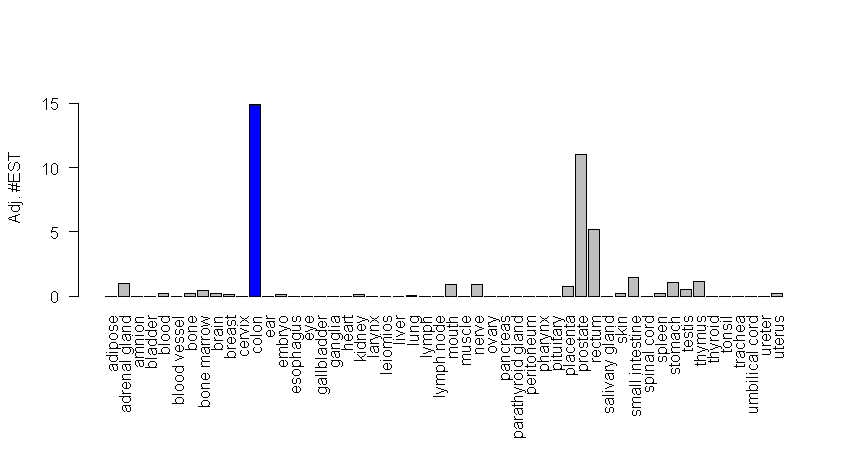 Adj. #EST
15
10
5
0
adipose
adrenal gland
amnion
bladder
blood
blood vessel
bone
bone marrow
brain
breast
cervix
colon
ear
embryo
esophagus
eye
gallbladder
ganglia
heart
kidney
larynx
leiomios
liver
lung
lymph
lymph node
mouth
muscle
nerve
ovary
pancreas
parathyroid gland
peritoneum
pharynx
pituitary
placenta
prostate
rectum
salivary gland
skin
small intestine
spinal cord
spleen
stomach
testis
thymus
thyroid
tonsil
trachea
umbilical cord
ureter
uterus